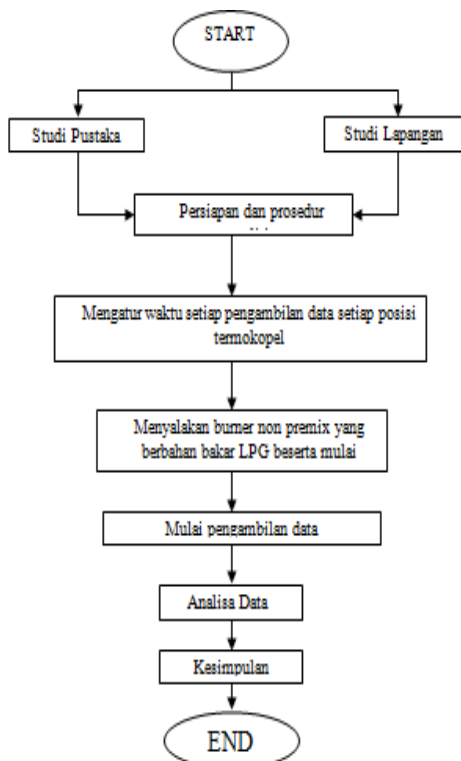 START
Studi Pustaka
Studi Lapangan
Persiapan dan prosedur
Mengatur waktu setiap pengambilan data setiap posisi
termokopel
Menyalakan burner non premix yang
berbahan bakar LPG beserta mulai
Mulai pengambilan data
Analisa Data
Kesimpulan
END